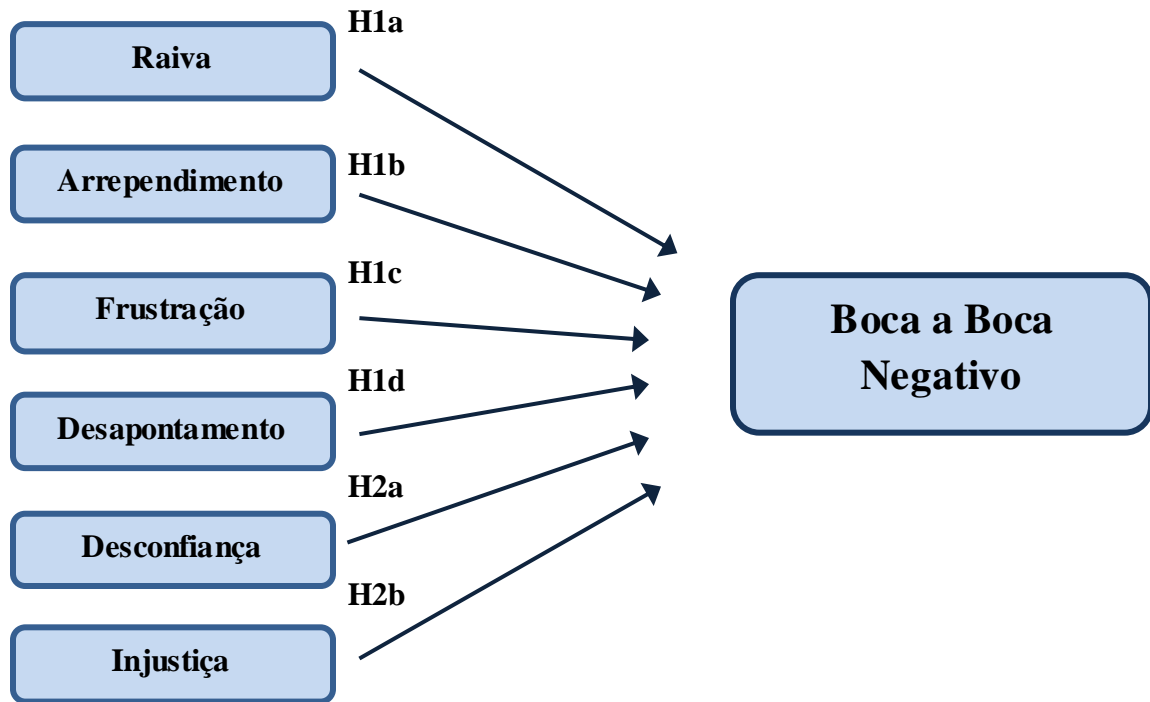 H1a
Raiva
H1b
Arrependimento
H1c
Frustração
H1d
Desapontamento
H2a
Desconfiança
H2b
Injustiça
Boca a Boca
Negativo